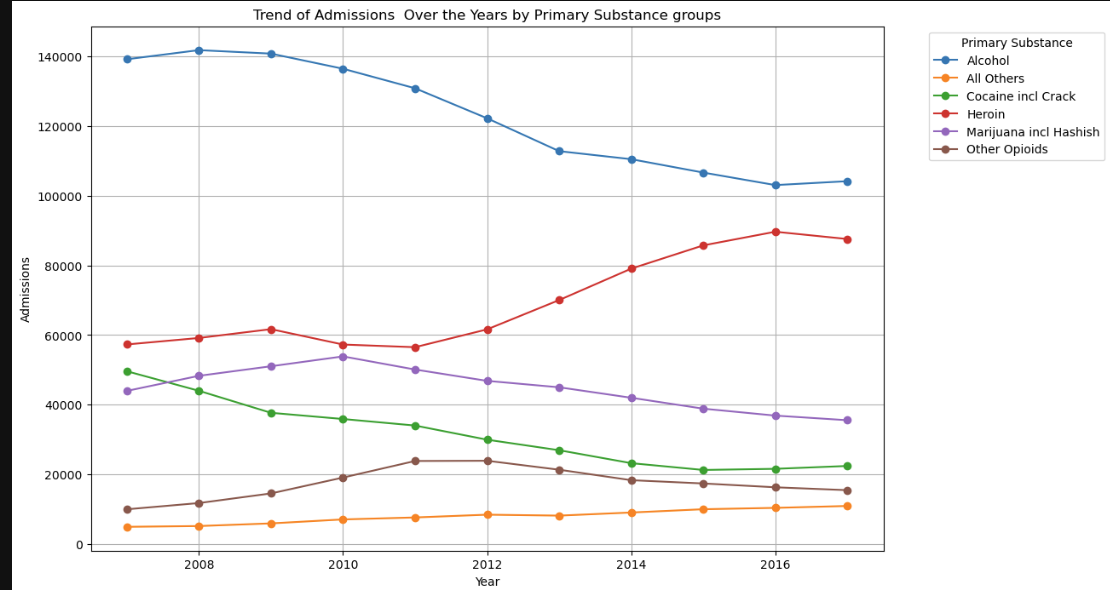 Trend of Admissions  Over the Years by Primary Substance groups
Primary Substance
Alcohol
All Others
Cocaine incl Crack
Heroin
Marijuana incl Hashish
Other Opioids
Admissions
140000
120000
100000
80000
60000
40000
20000
0
2008
2010
2012
2014
2016
Year